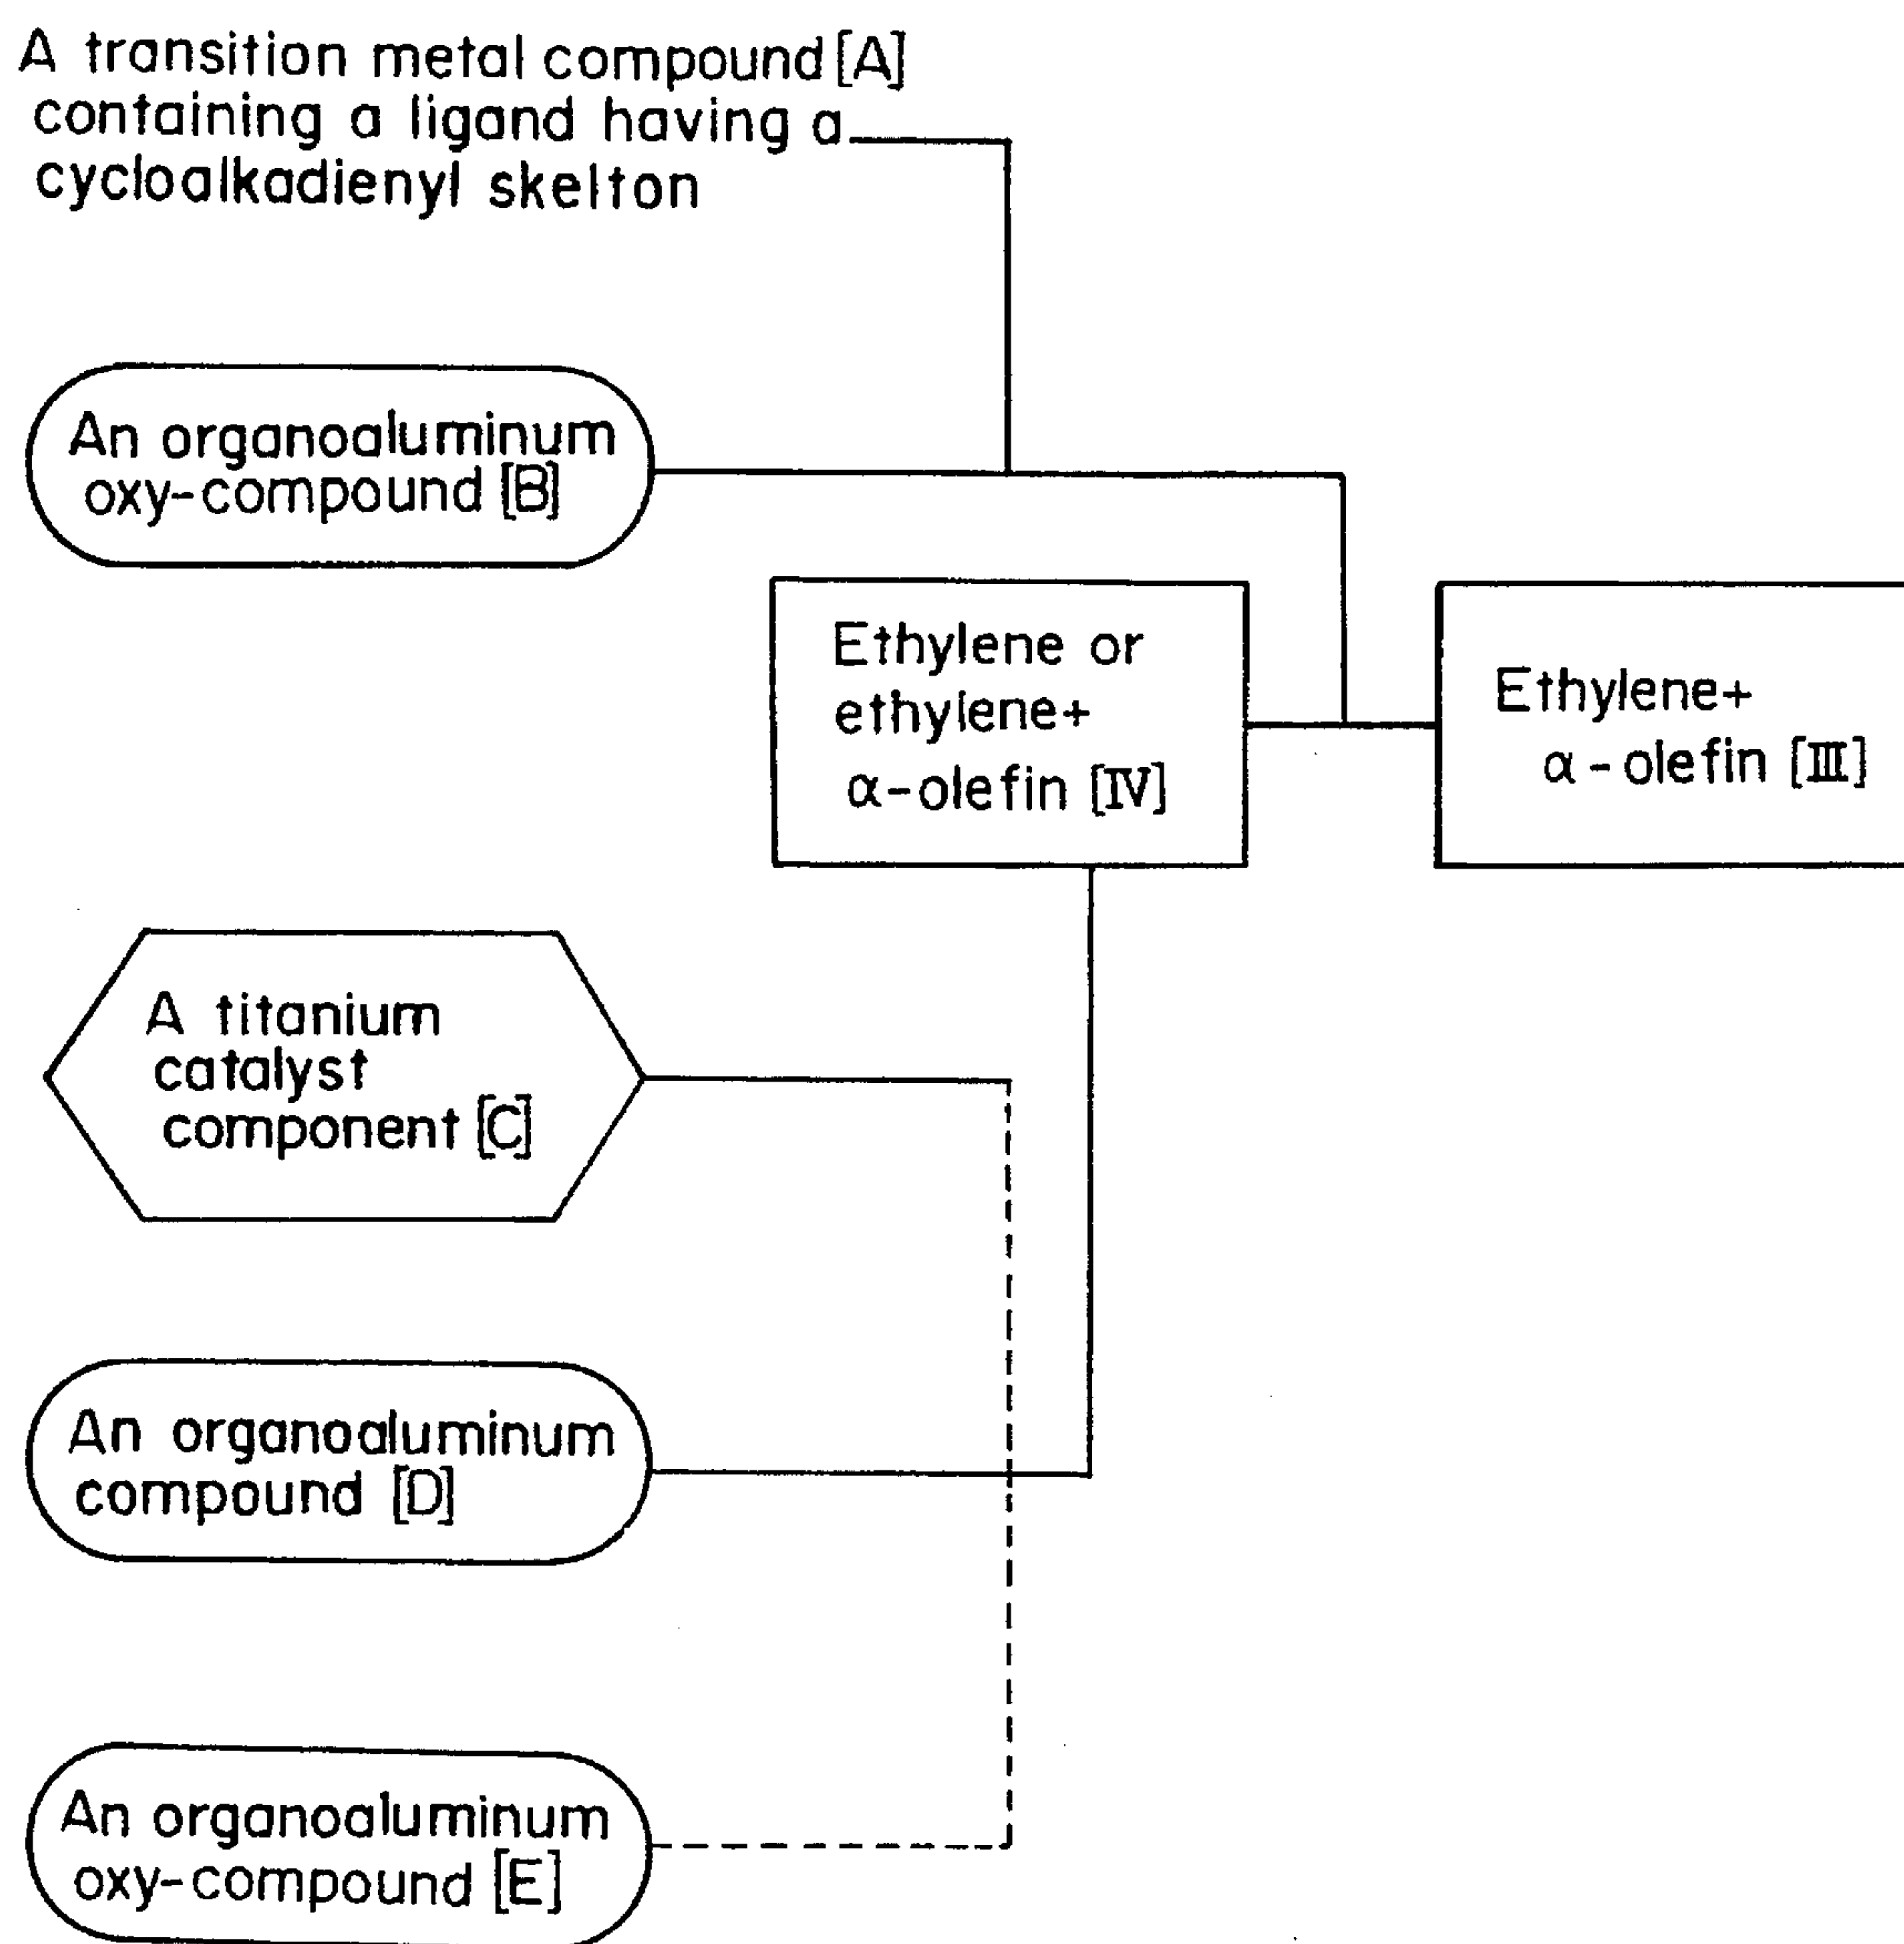 A transition metal compound [A]
containing a ligand having a
cycloalkadienyl skelton
An organoaluminum
oxy-compound [B]
Ethylene or
ethylene+
α-olefin [IV]
Ethylene+
α-olefin [III]
A titanium
catalyst
component [C]
An organoaluminum
compound [D]
An organoaluminum
oxy-compound [E]